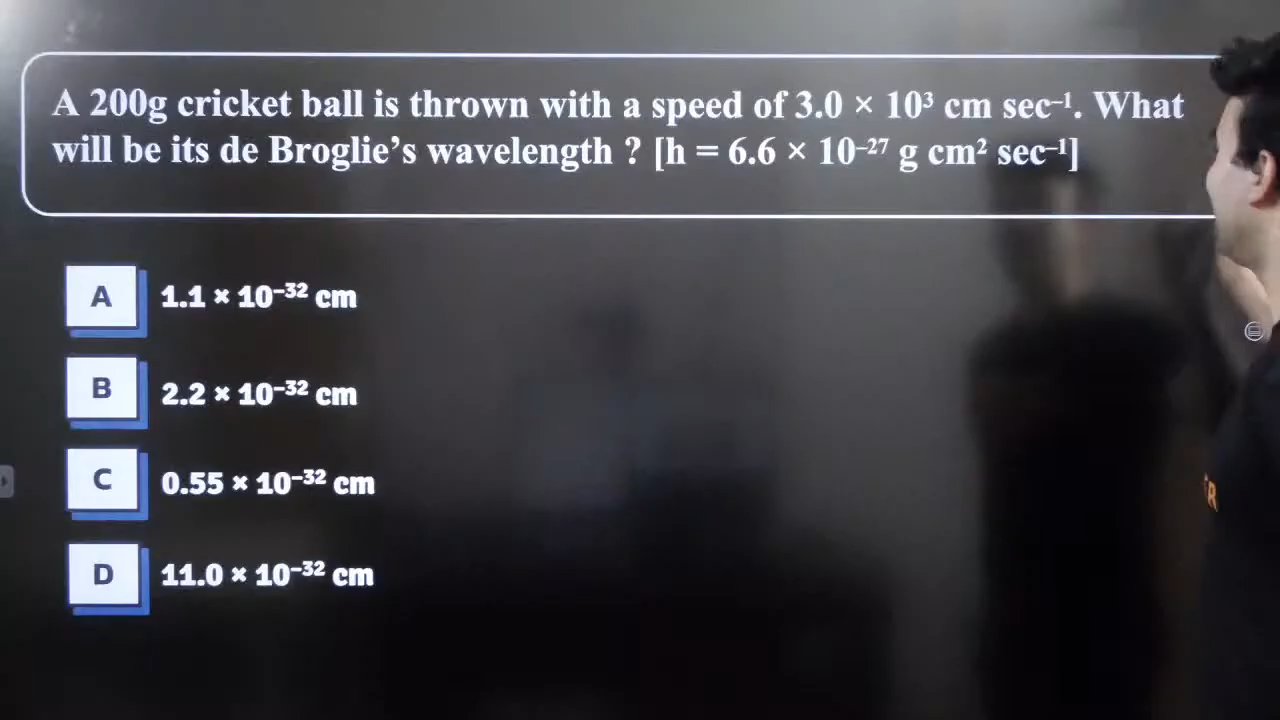 A 200g cricket ball is thrown with a speed of 3.0 × 10³ cm sec⁻¹. What
will be its de Broglie’s wavelength ? [h = 6.6 × 10⁻²⁷ g cm² sec⁻¹]
A 1.1 × 10⁻³² cm
B 2.2 × 10⁻³² cm
C 0.55 × 10⁻³² cm
D 11.0 × 10⁻³² cm